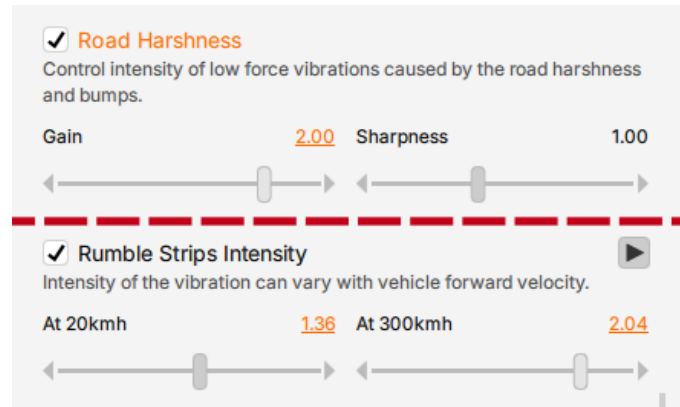 Road Harshness
Control intensity of low force vibrations caused by the road harshness
and bumps.
Gain 2.00 Sharpness 1.00
Rumble Strips Intensity
Intensity of the vibration can vary with vehicle forward velocity.
At 20kmh 1.36 At 300kmh 2.04